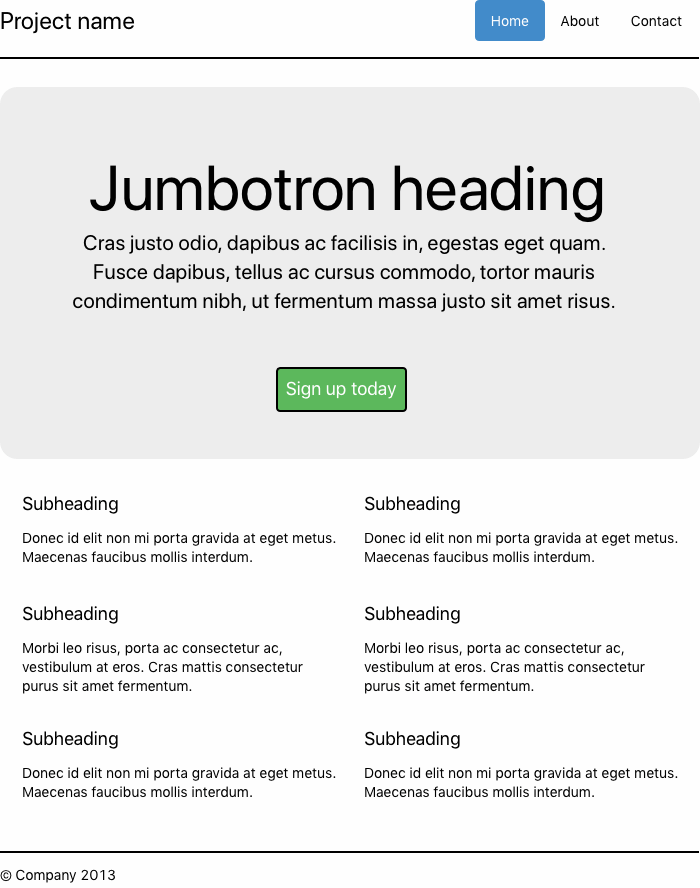 Project name
Home
About
Contact
Jumbotron heading
Cras justo odio, dapibus ac facilisis in, egestas eget quam.
Fusce dapibus, tellus ac cursus commodo, tortor mauris
condimentum nibh, ut fermentum massa justo sit amet risus.
Sign up today
Subheading
Donec id elit non mi porta gravida at eget metus.
Maecenas faucibus mollis interdum.
Subheading
Donec id elit non mi porta gravida at eget metus.
Maecenas faucibus mollis interdum.
Subheading
Morbi leo risus, porta ac consectetur ac,
vestibulum at eros. Cras mattis consectetur
purus sit amet fermentum.
Subheading
Morbi leo risus, porta ac consectetur ac,
vestibulum at eros. Cras mattis consectetur
purus sit amet fermentum.
Subheading
Donec id elit non mi porta gravida at eget metus.
Maecenas faucibus mollis interdum.
Subheading
Donec id elit non mi porta gravida at eget metus.
Maecenas faucibus mollis interdum.
© Company 2013